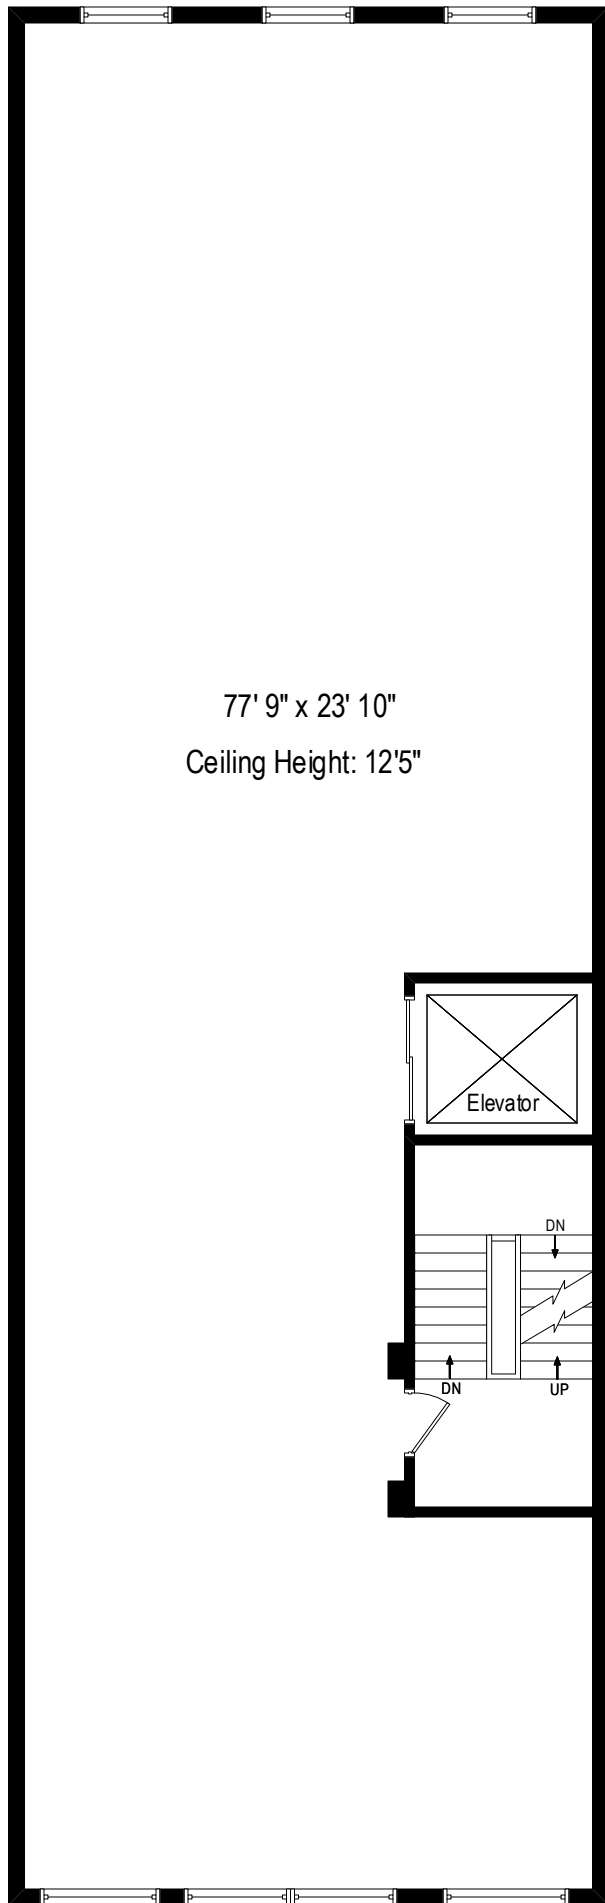 77' 9" x 23' 10"
Ceiling Height: 12'5"
Elevator
DN
DN
UP